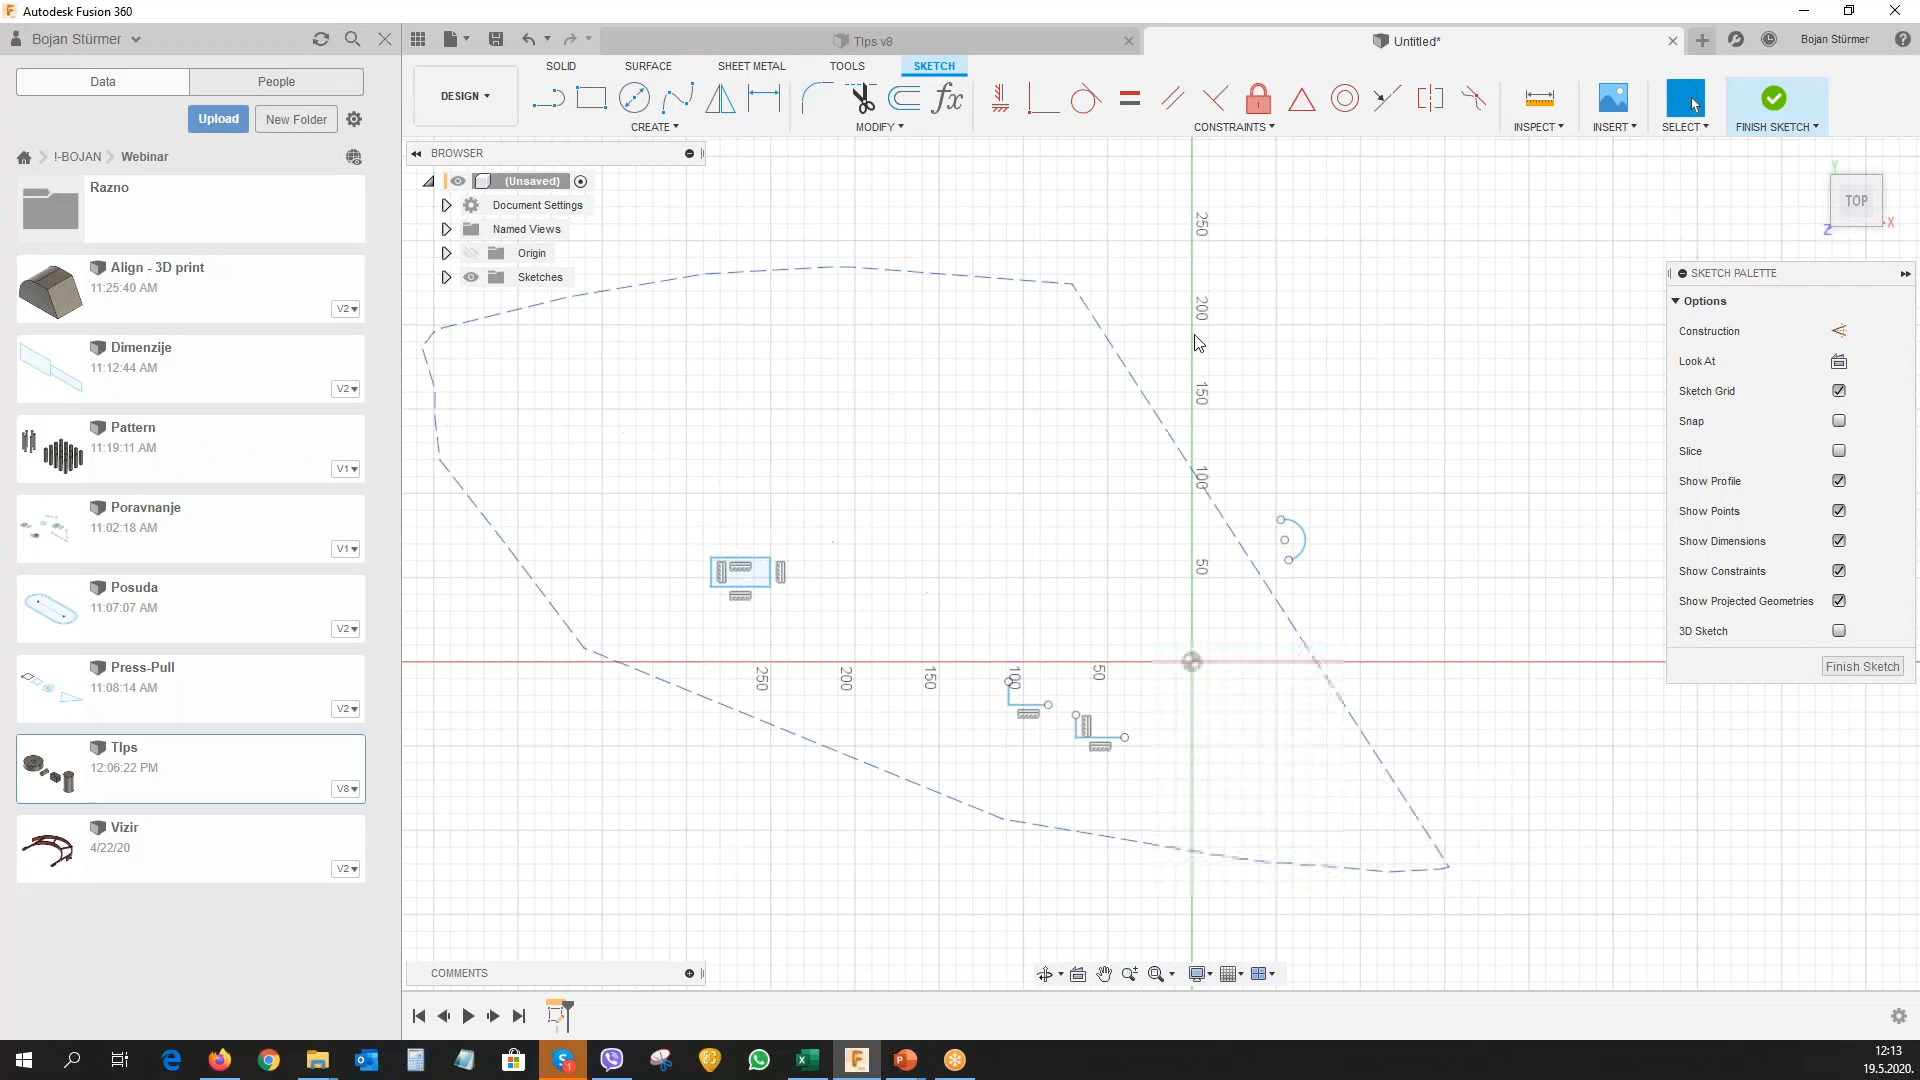 Autodesk Fusion 360
Bojan Stürmer
TIps v8
Untitled*
Bojan Stürmer
Data
People
Upload
New Folder
!-BOJAN
Webinar
Razno
Align - 3D print
11:25:40 AM
V2
Dimenzije
11:12:44 AM
V2
Pattern
11:19:11 AM
V1
Poravnanje
11:02:18 AM
V1
Posuda
11:07:07 AM
V2
Press-Pull
11:08:14 AM
V2
TIps
12:06:22 PM
V8
Vizir
4/22/20
V2
DESIGN
SOLID
SURFACE
SHEET METAL
TOOLS
SKETCH
CREATE
MODIFY
CONSTRAINTS
INSPECT
INSERT
SELECT
FINISH SKETCH
BROWSER
(Unsaved)
Document Settings
Named Views
Origin
Sketches
250
200
150
100
50
250
200
150
100
50
TOP
Y
X
Z
SKETCH PALETTE
Options
Construction
Look At
Sketch Grid
Snap
Slice
Show Profile
Show Points
Show Dimensions
Show Constraints
Show Projected Geometries
3D Sketch
Finish Sketch
COMMENTS
12:13
19.5.2020.